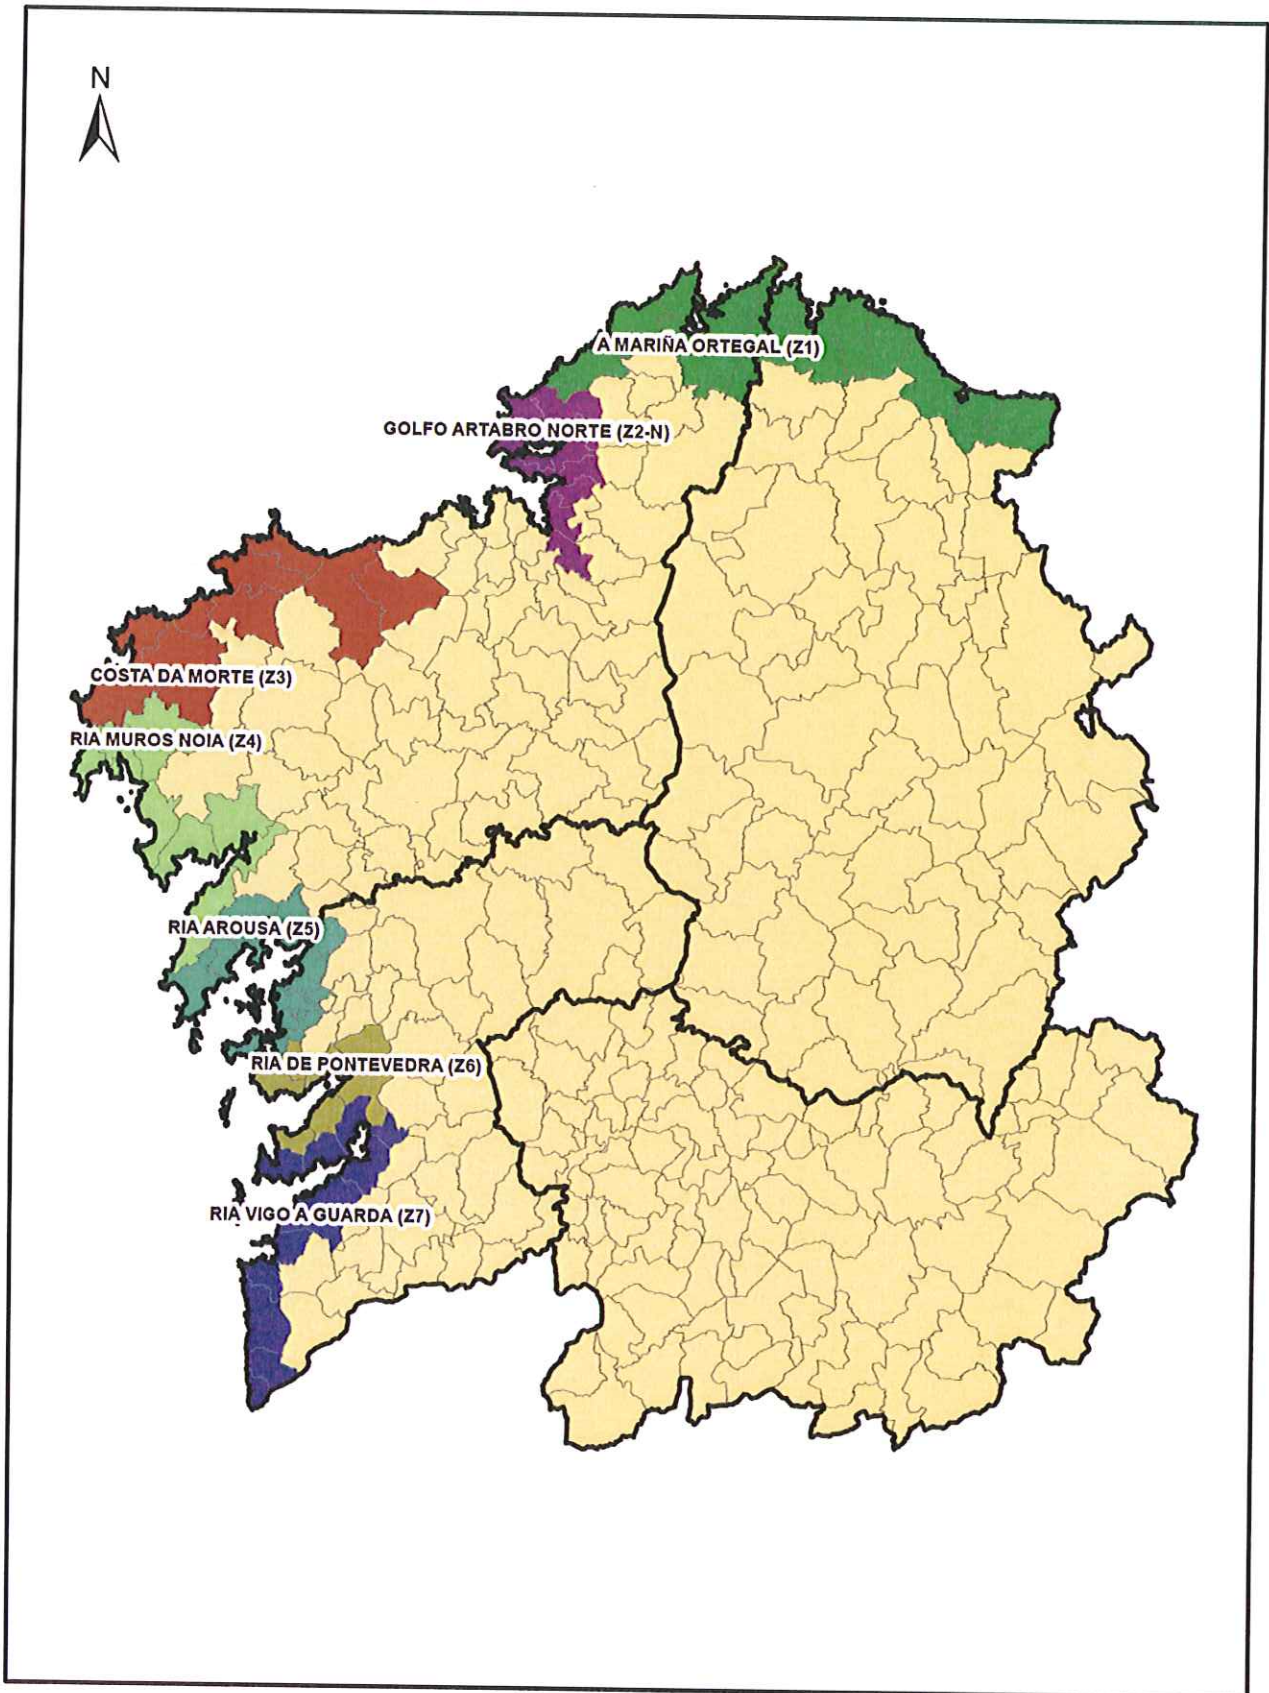 N
A MARIÑA ORTEGAL (Z1)
GOLFO ARTABRO NORTE (Z2-N)
COSTA DA MORTE (Z3)
RIA MUROS NOIA (Z4)
RIA AROUSA (Z5)
RIA DE PONTEVEDRA (Z6)
RIA VIGO A GUARDA (Z7)